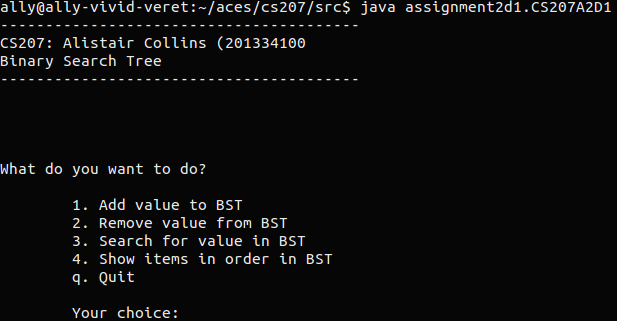 ally@ally-vivid-veret:~/aces/cs207/src$ java assignment2d1.CS207A2D1
----------------------------------------
CS207: Alistair Collins (201334100
Binary Search Tree
----------------------------------------
What do you want to do?
1. Add value to BST
2. Remove value from BST
3. Search for value in BST
4. Show items in order in BST
q. Quit
Your choice: